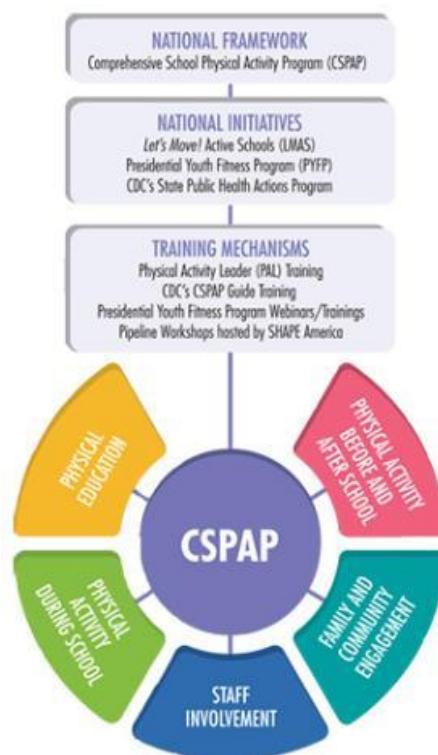 NATIONAL FRAMEWORK
Comprehensive School Physical Activity Program (CSPAP)
NATIONAL INITIATIVES
Let's Move! Active Schools (LMAS)
Presidential Youth Fitness Program (PYFP)
CDC's State Public Health Actions Program
TRAINING MECHANISMS
Physical Activity Leader (PAL) Training
CDC's CSPAP Guide Training
Presidential Youth Fitness Program Webinars/Trainings
Pipeline Workshops hosted by SHAPE America
PHYSICAL
EDUCATION
PHYSICAL ACTIVITY
BEFORE AND
AFTER SCHOOL
CSPAP
PHYSICAL
ACTIVITY
DURING SCHOOL
FAMILY AND
COMMUNITY
ENGAGEMENT
STAFF
INVOLVEMENT